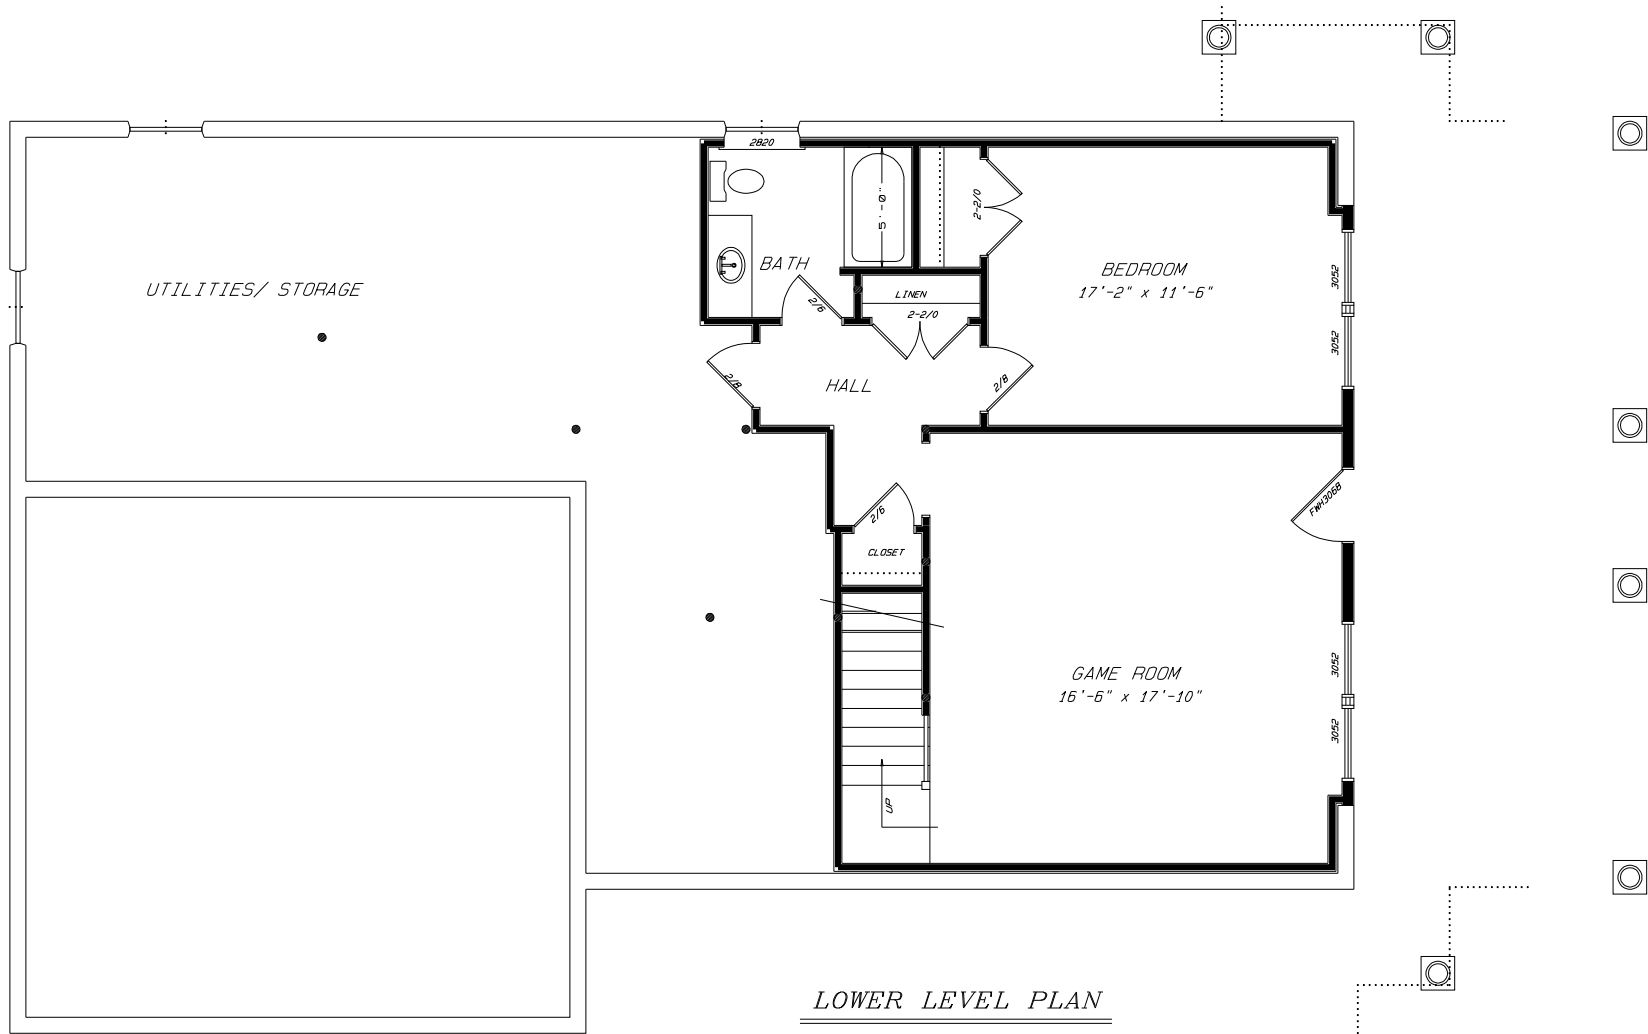 2820
5'-0"
2-2/0
BATH
BEDROOM
17'-2" x 11'-6"
3052
3052
UTILITIES/ STORAGE
LINEN
2-2/0
2/6
2/8
HALL
2/8
2/6
FWH3068
CLOSET
GAME ROOM
16'-6" x 17'-10"
3052
3052
UP
LOWER LEVEL PLAN